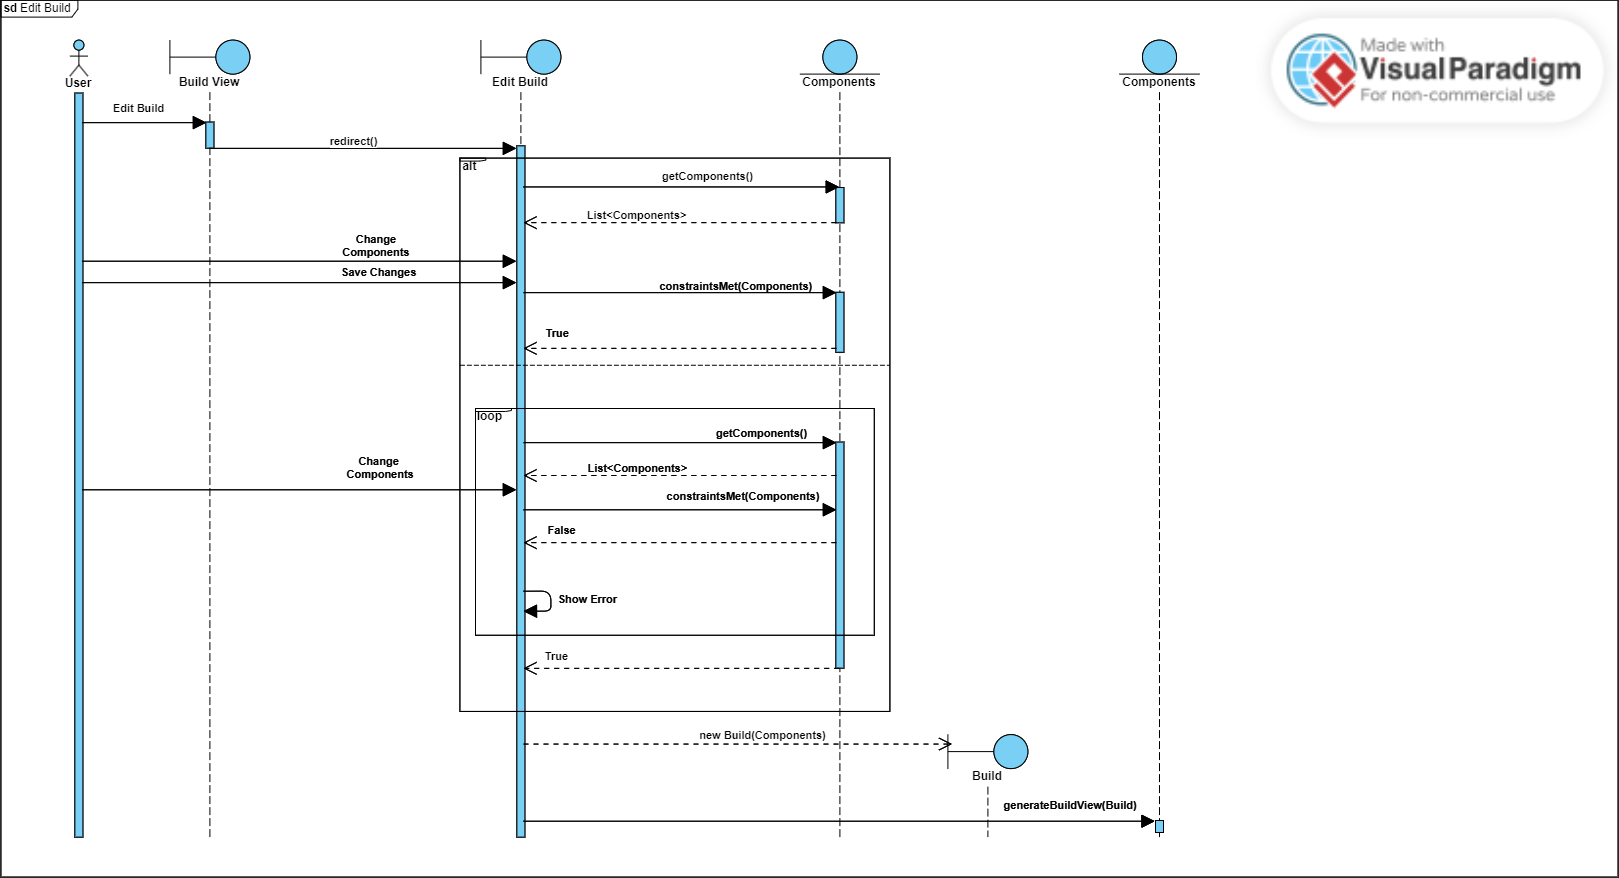 sd Edit Build
Made with
Visual Paradigm
For non-commercial use
User
Build View
Edit Build
Components
Components
Edit Build
redirect()
alt
getComponents()
List<Components>
Change
Components
Save Changes
constraintsMet(Components)
True
loop
getComponents()
List<Components>
Change
Components
constraintsMet(Components)
False
Show Error
True
new Build(Components)
Build
generateBuildView(Build)